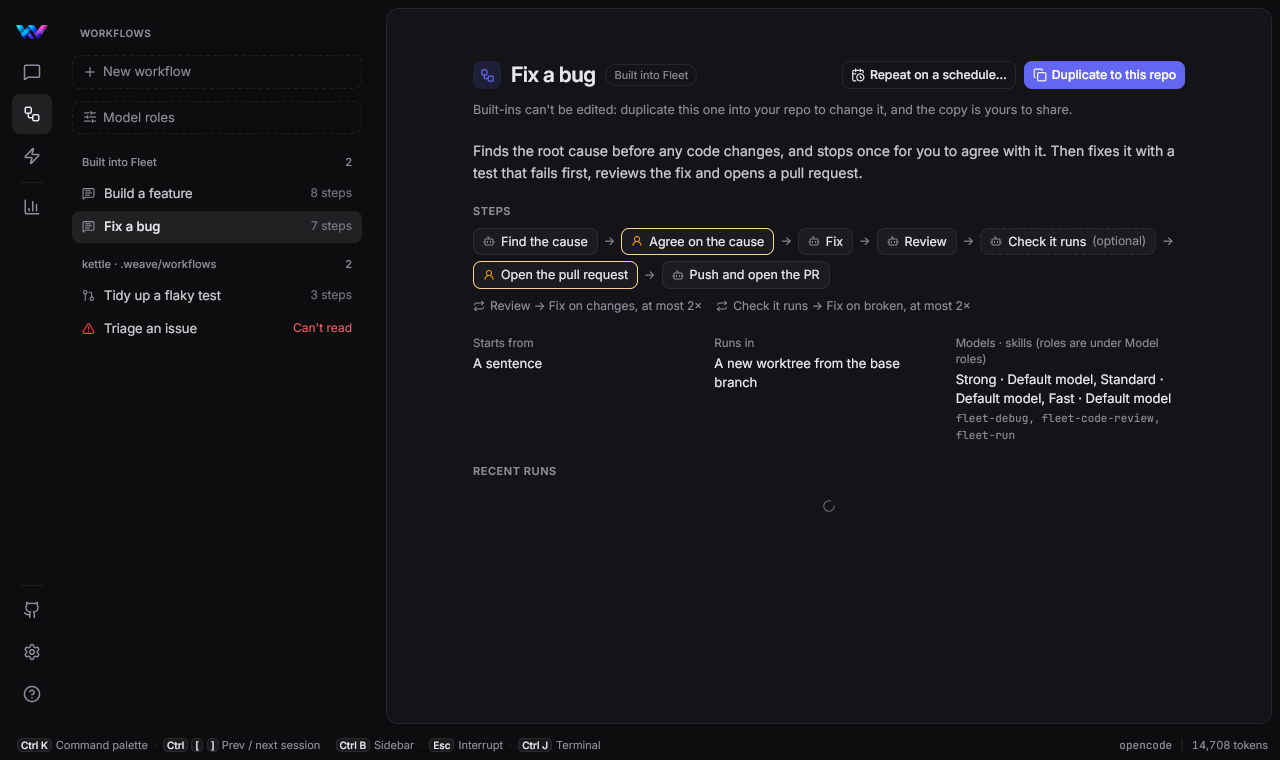 WORKFLOWS
New workflow
Model roles
Built into Fleet 2
Build a feature 8 steps
Fix a bug 7 steps
kettle · .weave/workflows 2
Tidy up a flaky test 3 steps
Triage an issue Can't read
Fix a bug Built into Fleet Repeat on a schedule... Duplicate to this repo
Built-ins can't be edited: duplicate this one into your repo to change it, and the copy is yours to share.
Finds the root cause before any code changes, and stops once for you to agree with it. Then fixes it with a
test that fails first, reviews the fix and opens a pull request.
STEPS
Find the cause → Agree on the cause → Fix → Review → Check it runs (optional) →
Open the pull request → Push and open the PR
Review → Fix on changes, at most 2× Check it runs → Fix on broken, at most 2×
Starts from
A sentence
Runs in
A new worktree from the base
branch
Models · skills (roles are under Model
roles)
Strong · Default model, Standard ·
Default model, Fast · Default model
fleet-debug, fleet-code-review,
fleet-run
RECENT RUNS
Ctrl K Command palette · Ctrl [ ] Prev / next session · Ctrl B Sidebar · Esc Interrupt · Ctrl J Terminal opencode 14,708 tokens